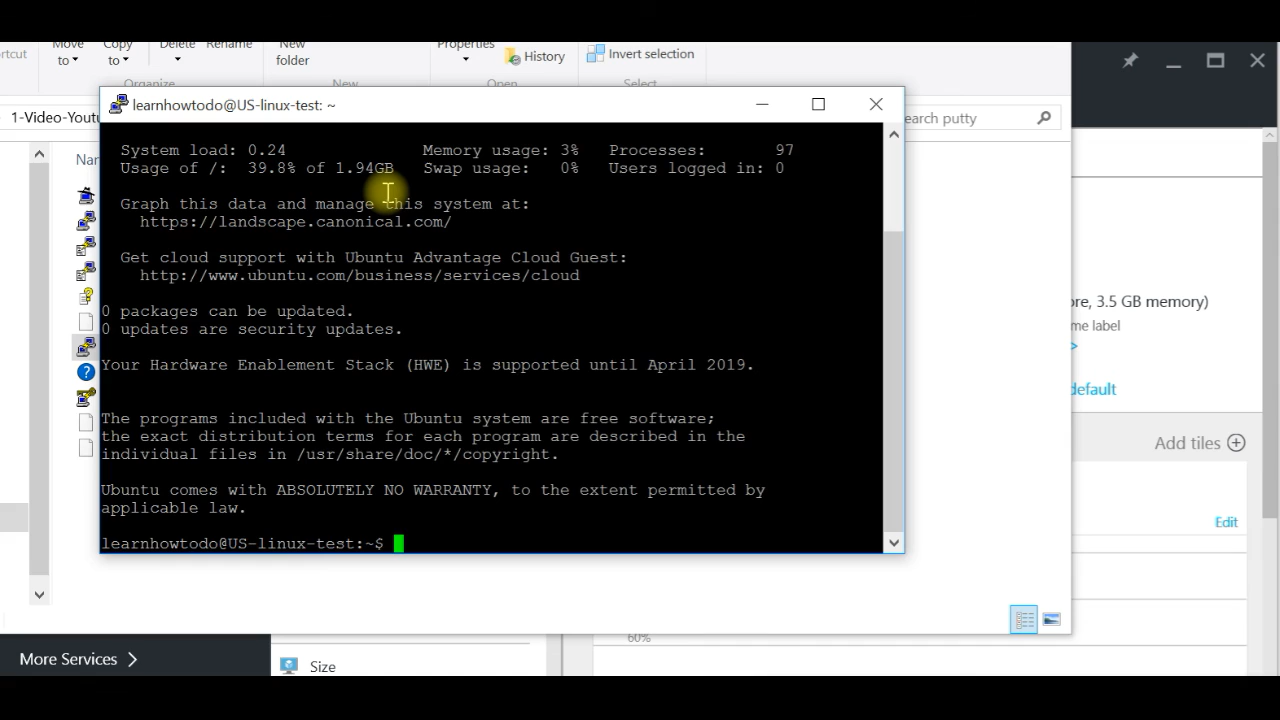 rtcut
Move
to
Copy
to
Delete
Rename
New
folder
Properties
History
Invert selection
Organize
New
Open
Select
1-Video-Youtu
learnhowtodo@US-linux-test: ~
earch putty
Nar
System load: 0.24 Memory usage: 3% Processes: 97
Usage of /: 39.8% of 1.94GB Swap usage: 0% Users logged in: 0
Graph this data and manage this system at:
https://landscape.canonical.com/
Get cloud support with Ubuntu Advantage Cloud Guest:
http://www.ubuntu.com/business/services/cloud
0 packages can be updated.
0 updates are security updates.
Your Hardware Enablement Stack (HWE) is supported until April 2019.
The programs included with the Ubuntu system are free software;
the exact distribution terms for each program are described in the
individual files in /usr/share/doc/*/copyright.
Ubuntu comes with ABSOLUTELY NO WARRANTY, to the extent permitted by
applicable law.
learnhowtodo@US-linux-test:~$
ore, 3.5 GB memory)
me label
default
Add tiles
Edit
60%
More Services
Size